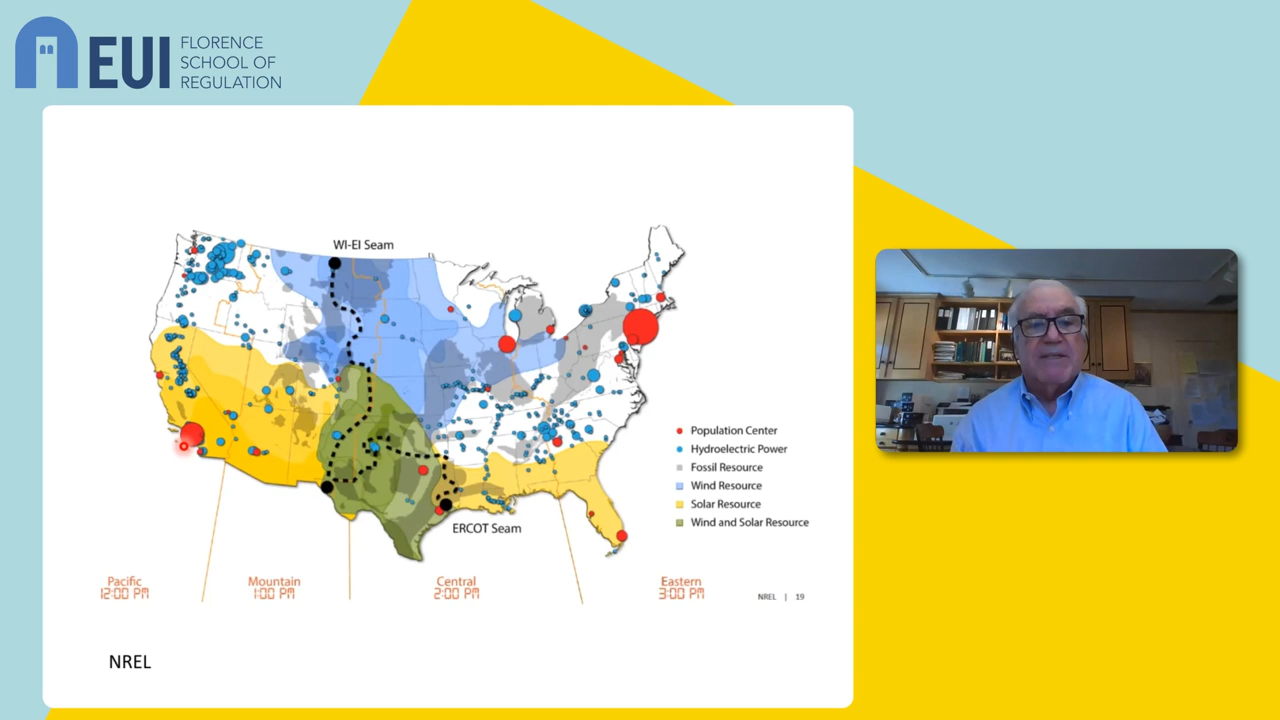 EUI
FLORENCE
SCHOOL OF
REGULATION
WI-EI Seam
Population Center
Hydroelectric Power
Fossil Resource
Wind Resource
Solar Resource
Wind and Solar Resource
ERCOT Seam
Pacific
12:00 PM
Mountain
1:00 PM
Central
2:00 PM
Eastern
3:00 PM
NREL | 19
NREL